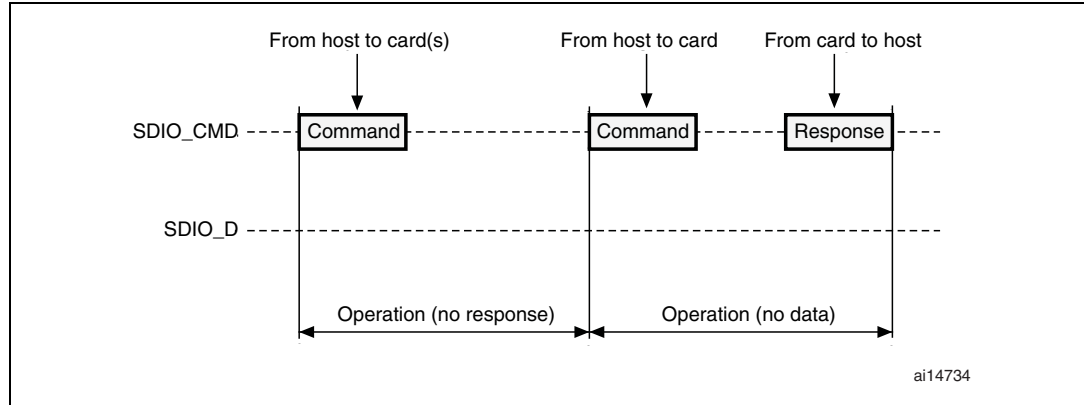 From host to card(s) From host to card From card to host
SDIO_CMD Command Command Response
SDIO_D
Operation (no response) Operation (no data)
ai14734